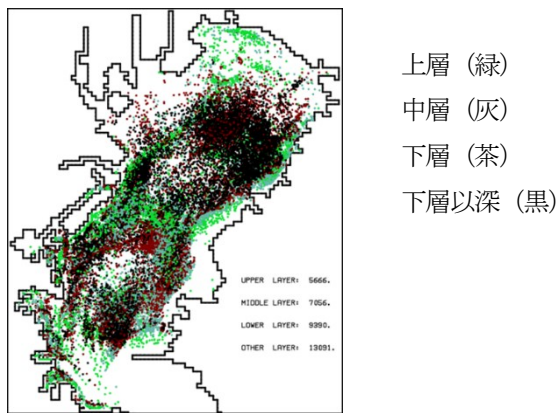 上層（緑）
中層（灰）
下層（茶）
下層以深（黒）
UPPER LAYER: 5666.
MIDDLE LAYER: 7056.
LOWER LAYER: 9390.
OTHER LAYER: 13091.